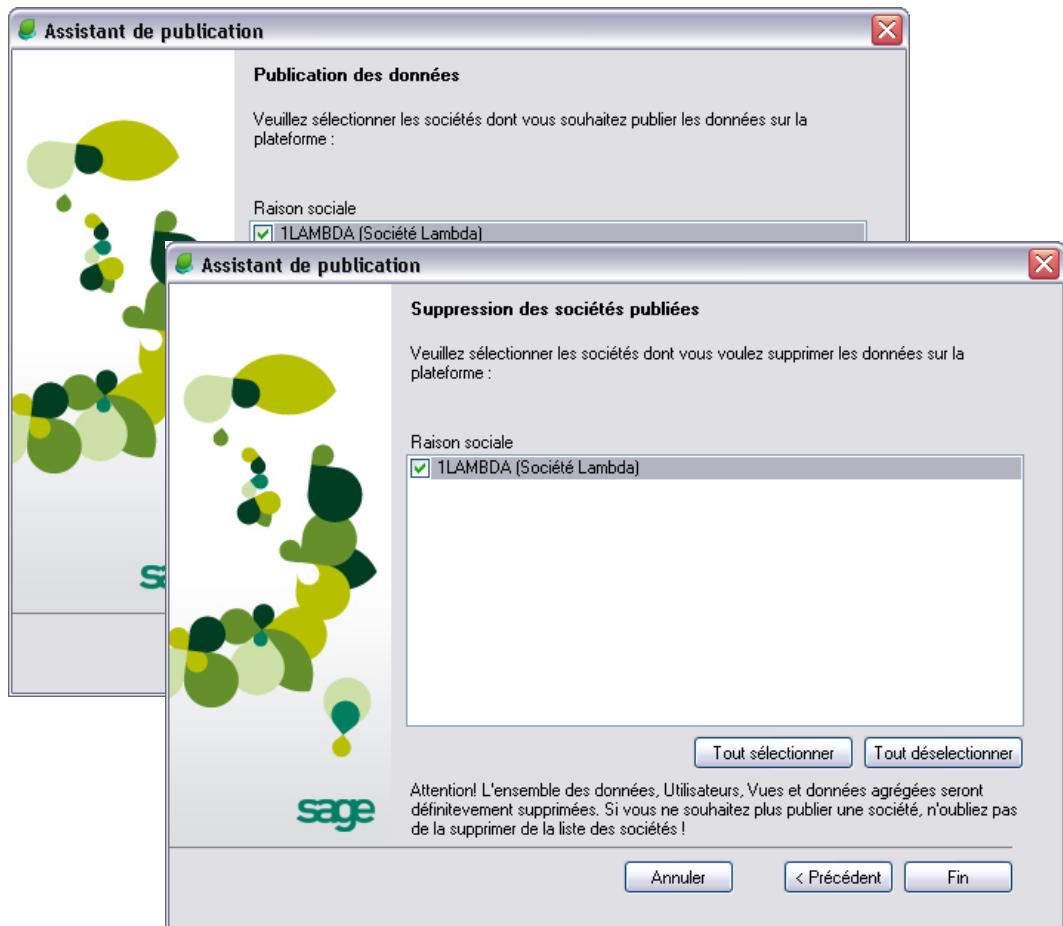 Assistant de publication
Publication des données
Veuillez sélectionner les sociétés dont vous souhaitez publier les données sur la
plateforme :
Raison sociale
1LAMBDA (Société Lambda)
Assistant de publication
Suppression des sociétés publiées
Veuillez sélectionner les sociétés dont vous voulez supprimer les données sur la
plateforme :
Raison sociale
1LAMBDA (Société Lambda)
Tout sélectionner
Tout déselectionner
Attention! L'ensemble des données, Utilisateurs, Vues et données agrégées seront
définitevement supprimées. Si vous ne souhaitez plus publier une société, n'oubliez pas
de la supprimer de la liste des sociétés !
sage
Annuler
< Précédent
Fin